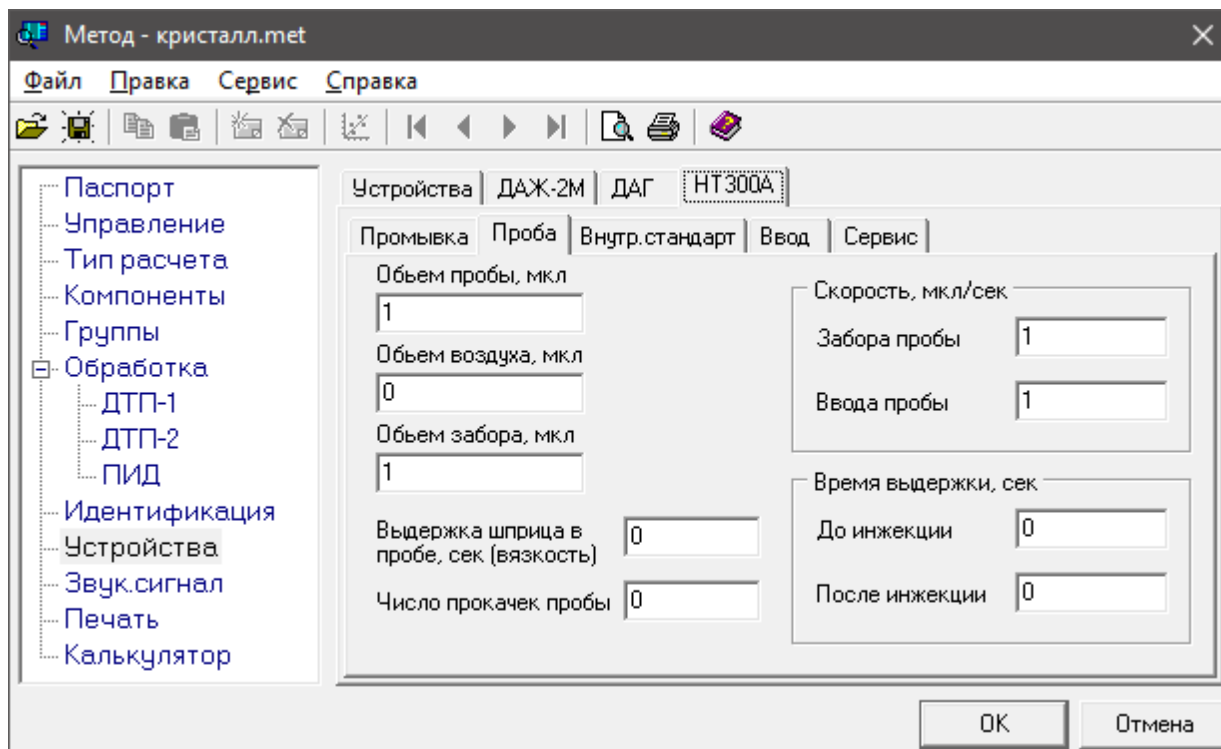 Метод - кристалл.met
Файл Правка Сервис Справка
Паспорт
Управление
Тип расчета
Компоненты
Группы
Обработка
ДТП-1
ДТП-2
ПИД
Идентификация
Устройства
Звук.сигнал
Печать
Калькулятор
Устройства ДАЖ-2М ДАГ НТ300А
Промывка Проба Внутр.стандарт Ввод Сервис
Обьем пробы, мкл
1
Обьем воздуха, мкл
0
Обьем забора, мкл
1
Выдержка шприца в
пробе, сек (вязкость)
0
Число прокачек пробы
0
Скорость, мкл/сек
Забора пробы
1
Ввода пробы
1
Время выдержки, сек
До инжекции
0
После инжекции
0
OK Отмена